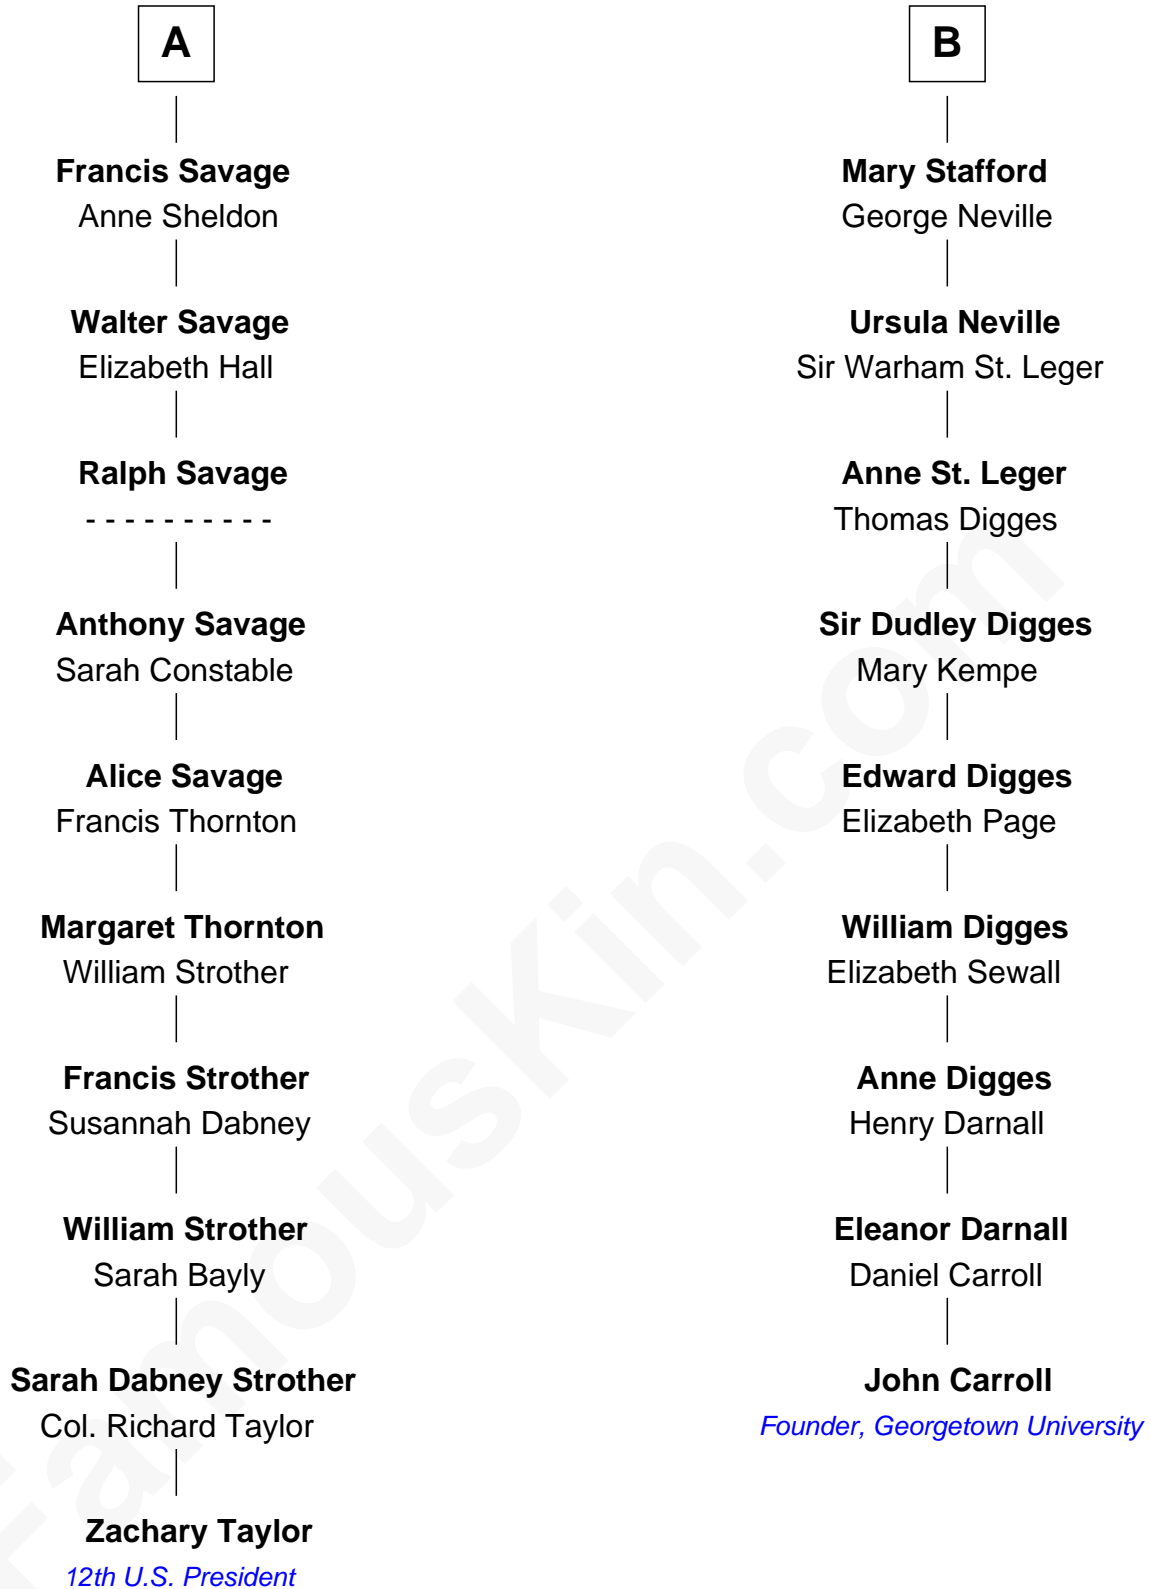 A
Francis Savage
Anne Sheldon
Walter Savage
Elizabeth Hall
Ralph Savage
- - - - - - - - - -
Anthony Savage
Sarah Constable
Alice Savage
Francis Thornton
Margaret Thornton
William Strother
Francis Strother
Susannah Dabney
William Strother
Sarah Bayly
Sarah Dabney Strother
Col. Richard Taylor
Zachary Taylor
12th U.S. President
B
Mary Stafford
George Neville
Ursula Neville
Sir Warham St. Leger
Anne St. Leger
Thomas Digges
Sir Dudley Digges
Mary Kempe
Edward Digges
Elizabeth Page
William Digges
Elizabeth Sewall
Anne Digges
Henry Darnall
Eleanor Darnall
Daniel Carroll
John Carroll
Founder, Georgetown University
FamousKin.com